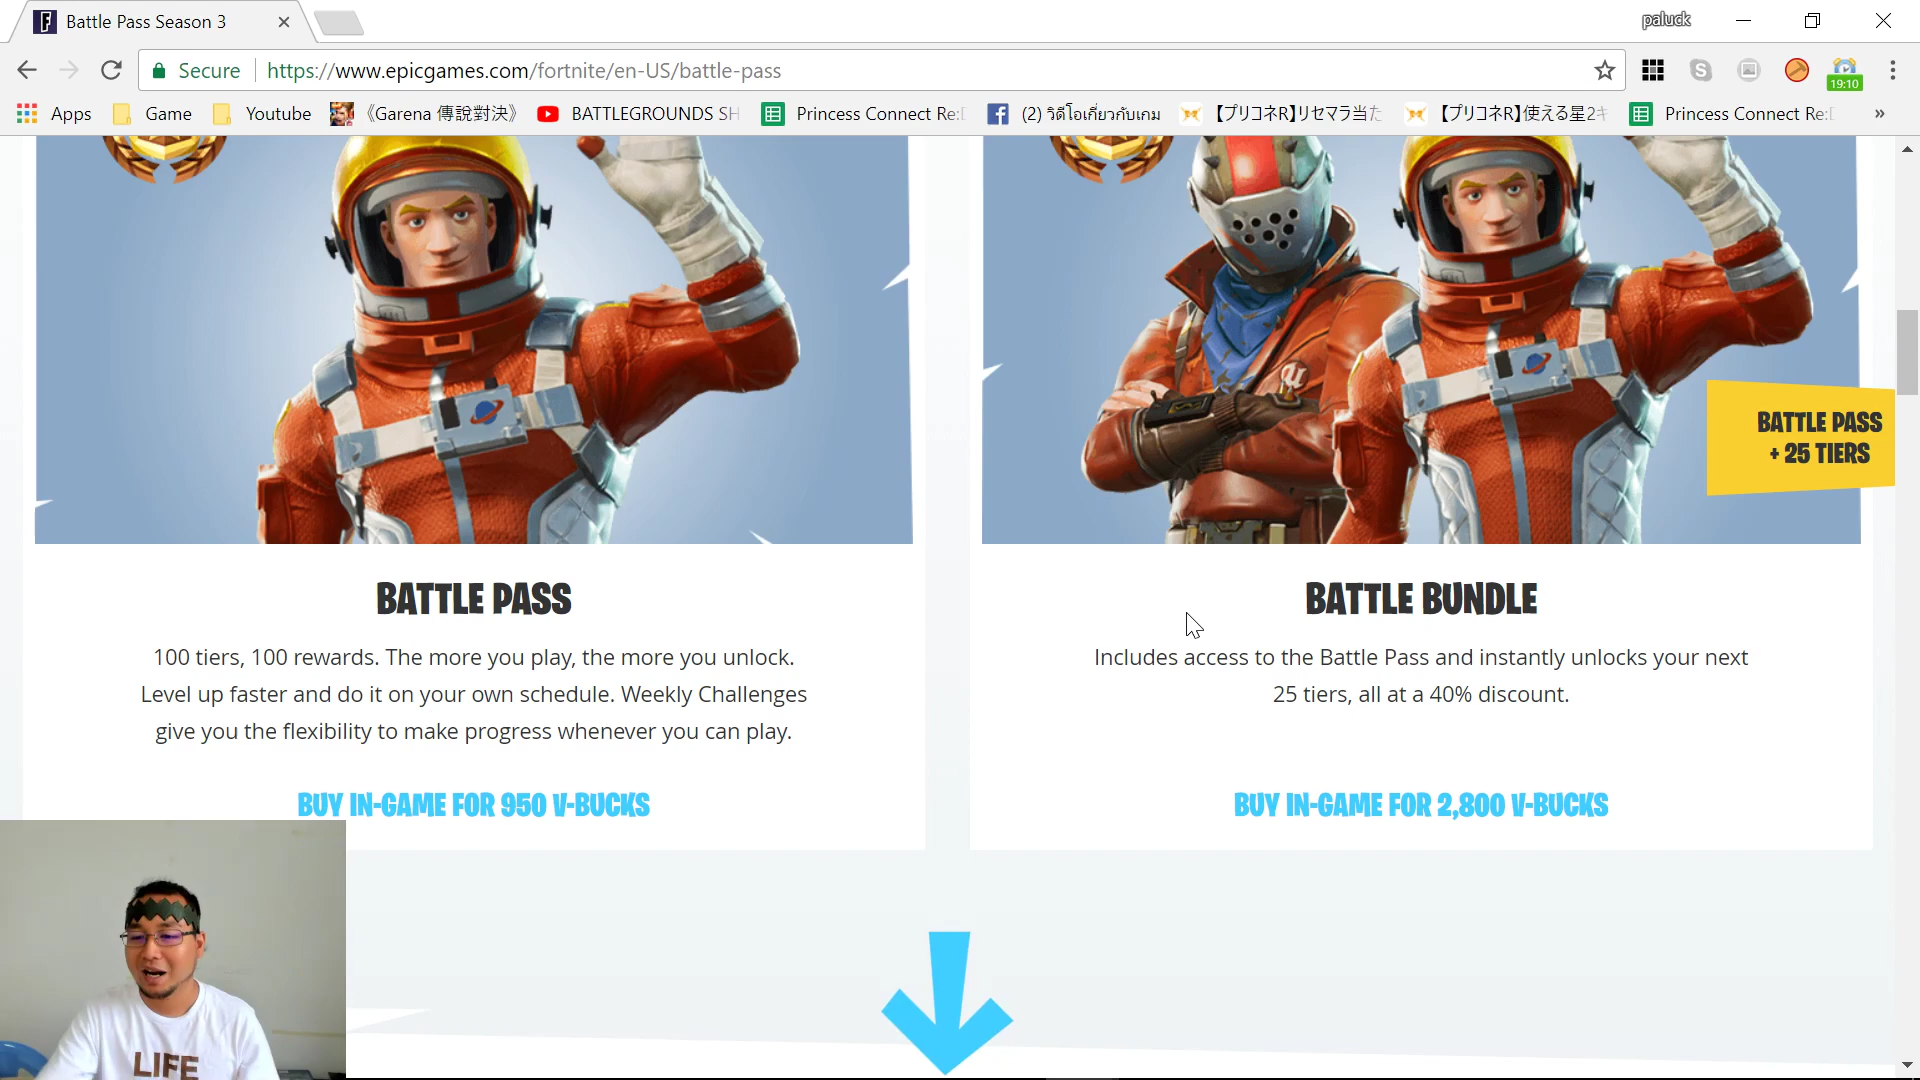 Battle Pass Season 3
paluck
Secure
https://www.epicgames.com/fortnite/en-US/battle-pass
19:10
Apps
Game
Youtube
《Garena 傳說對決》
BATTLEGROUNDS SH
Princess Connect Re:D
(2) วิดีโอเกี่ยวกับเกม
【プリコネR】リセマラ当た
【プリコネR】使える星2キ
Princess Connect Re:D
»
BATTLE PASS
+ 25 TIERS
BATTLE PASS
100 tiers, 100 rewards. The more you play, the more you unlock.
Level up faster and do it on your own schedule. Weekly Challenges
give you the flexibility to make progress whenever you can play.
BUY IN-GAME FOR 950 V-BUCKS
BATTLE BUNDLE
Includes access to the Battle Pass and instantly unlocks your next
25 tiers, all at a 40% discount.
BUY IN-GAME FOR 2,800 V-BUCKS
LIFE